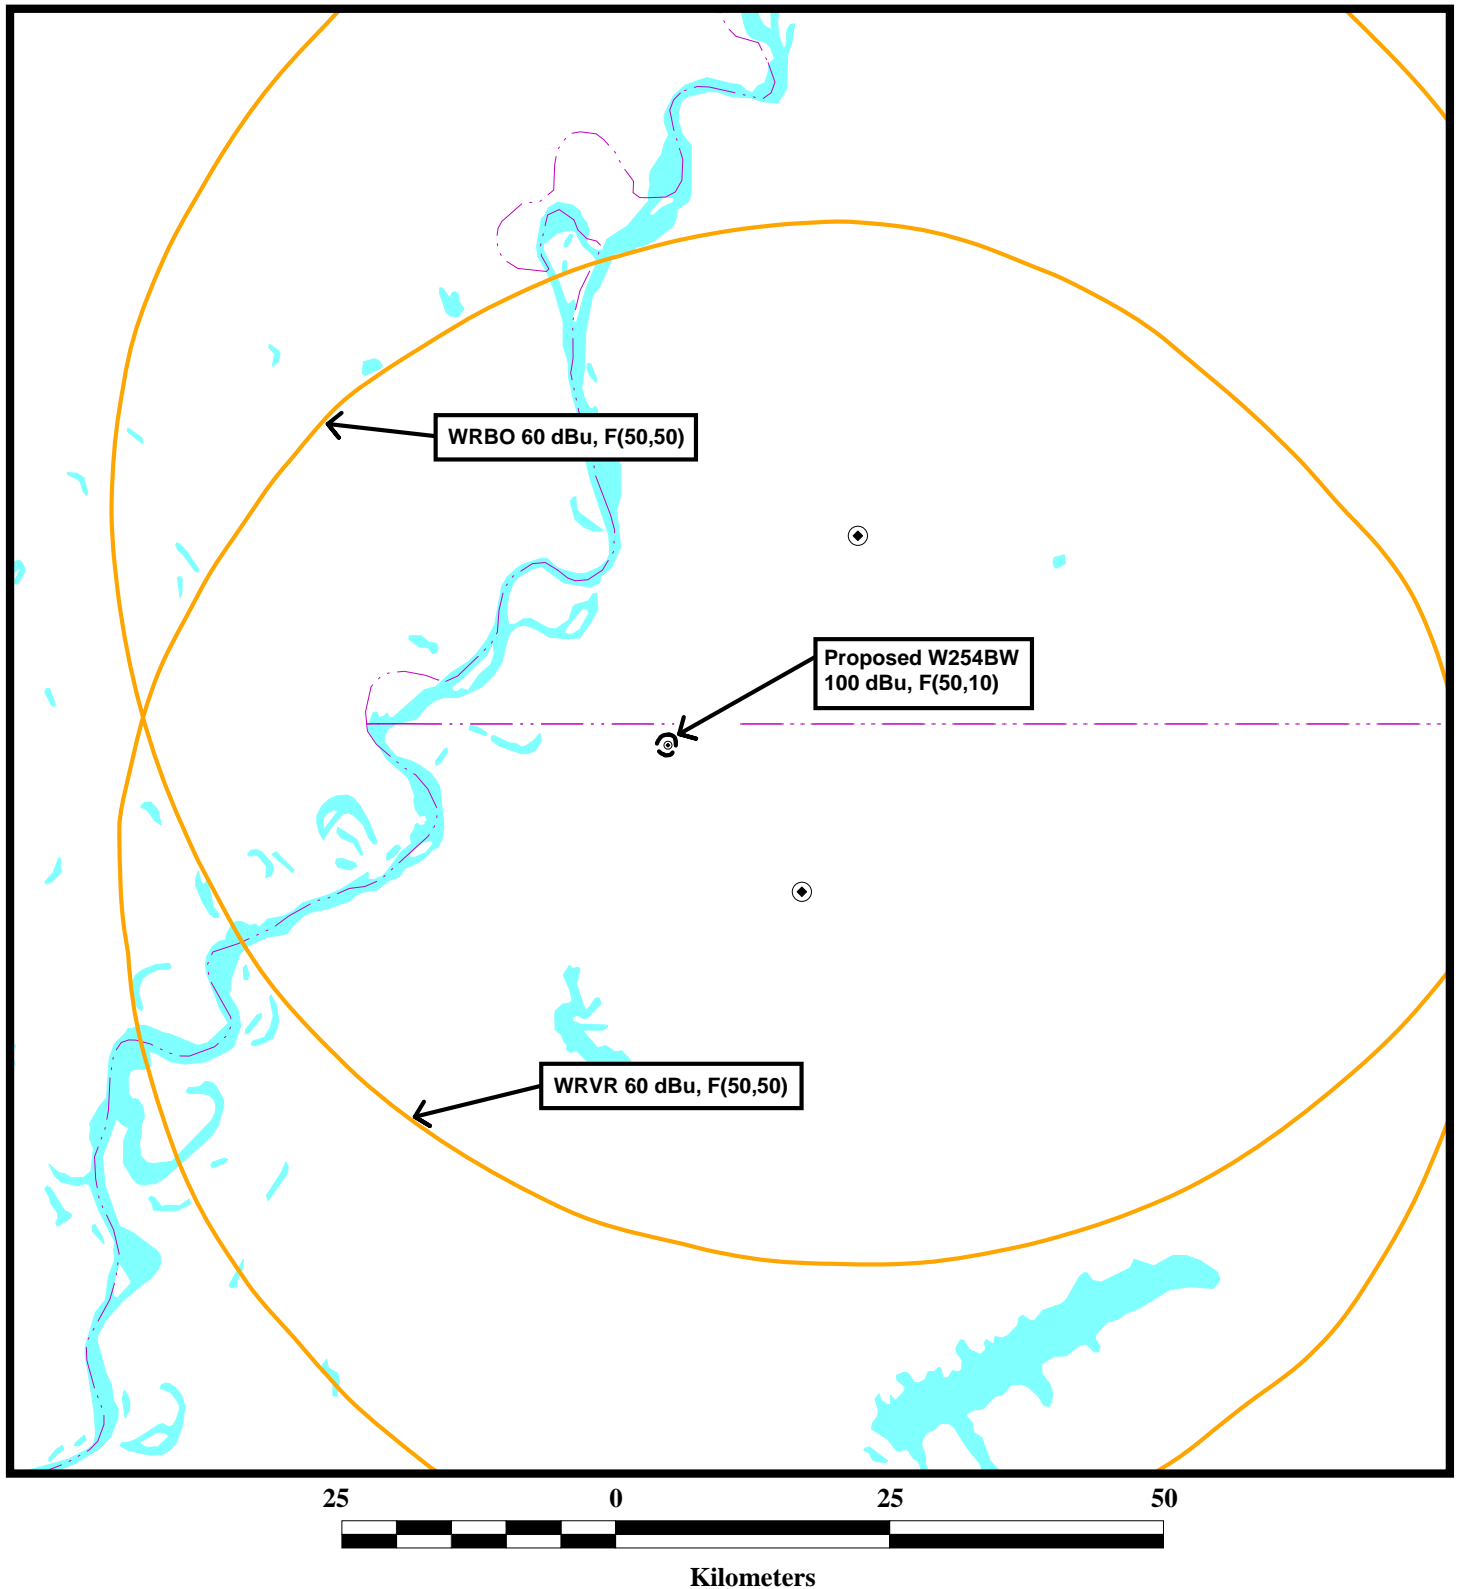 WRBO 60 dBu, F(50,50)
Proposed W254BW
100 dBu, F(50,10)
WRVR 60 dBu, F(50,50)
25 0 25 50
Kilometers